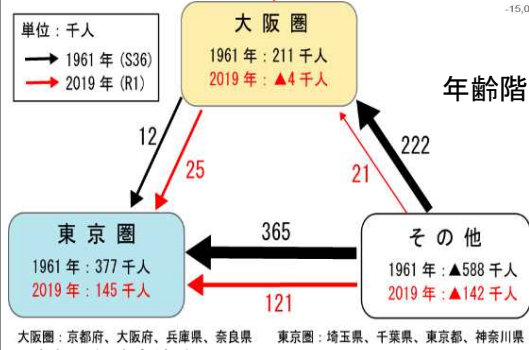 -15,0
単位：千人
1961 年 (S36)
2019 年 (R1)
大阪圏
1961 年：211 千人
2019 年：▲4 千人
年齢階
12
25
222
21
東京圏
1961 年：377 千人
2019 年：145 千人
365
121
その他
1961 年：▲588 千人
2019 年：▲142 千人
大阪圏：京都府、大阪府、兵庫県、奈良県　東京圏：埼玉県、千葉県、東京都、神奈川県